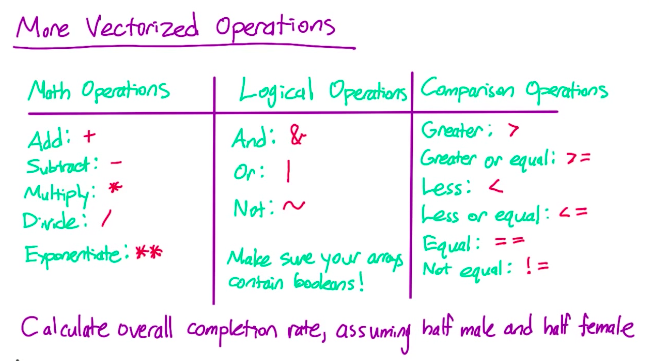 More Vectorized Operations
Math Operations
Add: +
Subtract: -
Multiply: *
Divide: /
Exponentiate: **
Logical Operations
And: &
Or: |
Not: ~
Make sure your arrays
contain booleans!
Comparison Operations
Greater: >
Greater or equal: >=
Less: <
Less or equal: <=
Equal: ==
Not equal: !=
Calculate overall completion rate, assuming half male and half female